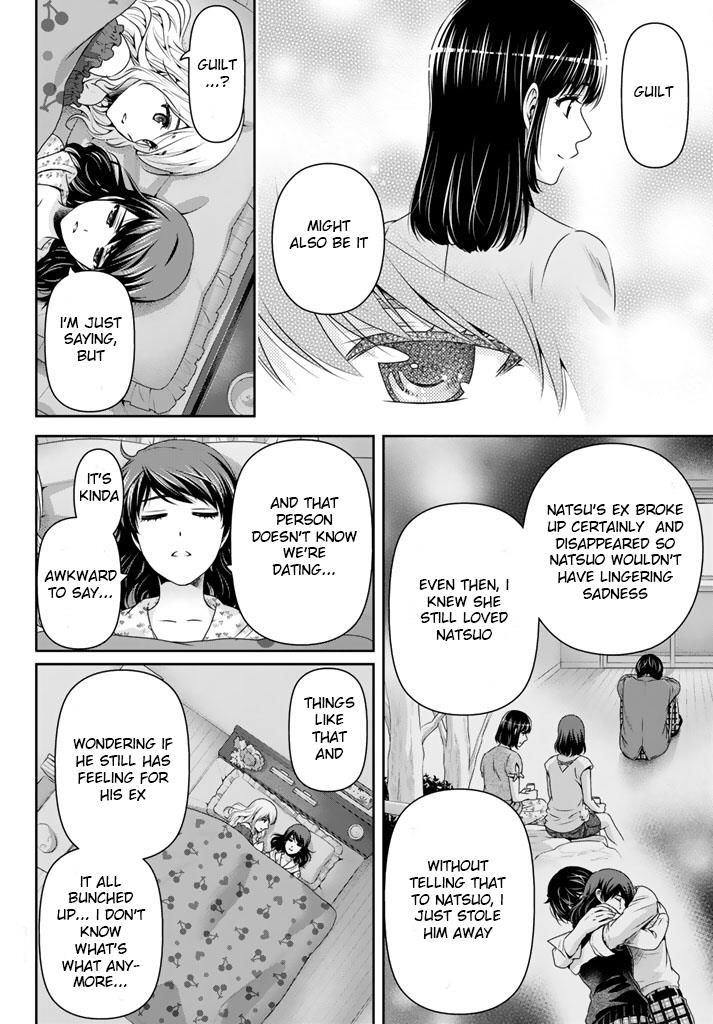 GUILT
MIGHT
ALSO BE IT
GUILT
...?
I'M JUST
SAYING,
BUT
NATSU'S EX BROKE
UP CERTAINLY AND
DISAPPEARED SO
NATSUO WOULDN'T
HAVE LINGERING
SADNESS
EVEN THEN, I
KNEW SHE
STILL LOVED
NATSUO
WITHOUT
TELLING THAT
TO NATSUO, I
JUST STOLE
HIM AWAY
AND THAT
PERSON
DOESN'T KNOW
WE'RE
DATING...
IT'S
KINDA
AWKWARD
TO SAY...
THINGS
LIKE
THAT AND
WONDERING IF
HE STILL HAS
FEELING FOR
HIS EX
IT ALL
BUNCHED
UP... I DON'T
KNOW
WHAT'S
WHAT ANY-
MORE...